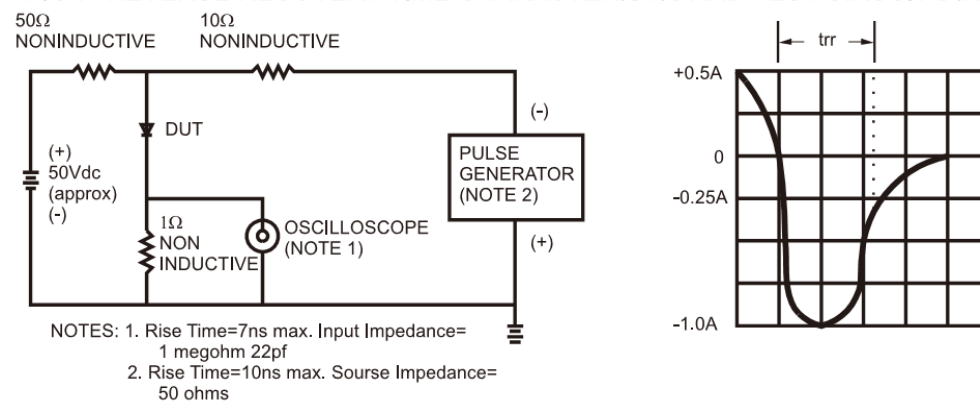 50Ω
NONINDUCTIVE
10Ω
NONINDUCTIVE
DUT
(+)
50Vdc
(approx)
(-)
1Ω
NON
INDUCTIVE
OSCILLOSCOPE
(NOTE 1)
(-)
PULSE
GENERATOR
(NOTE 2)
(+)
NOTES: 1. Rise Time=7ns max. Input Impedance=
1 megohm 22pf
2. Rise Time=10ns max. Sourse Impedance=
50 ohms
trr
+0.5A
0
-0.25A
-1.0A